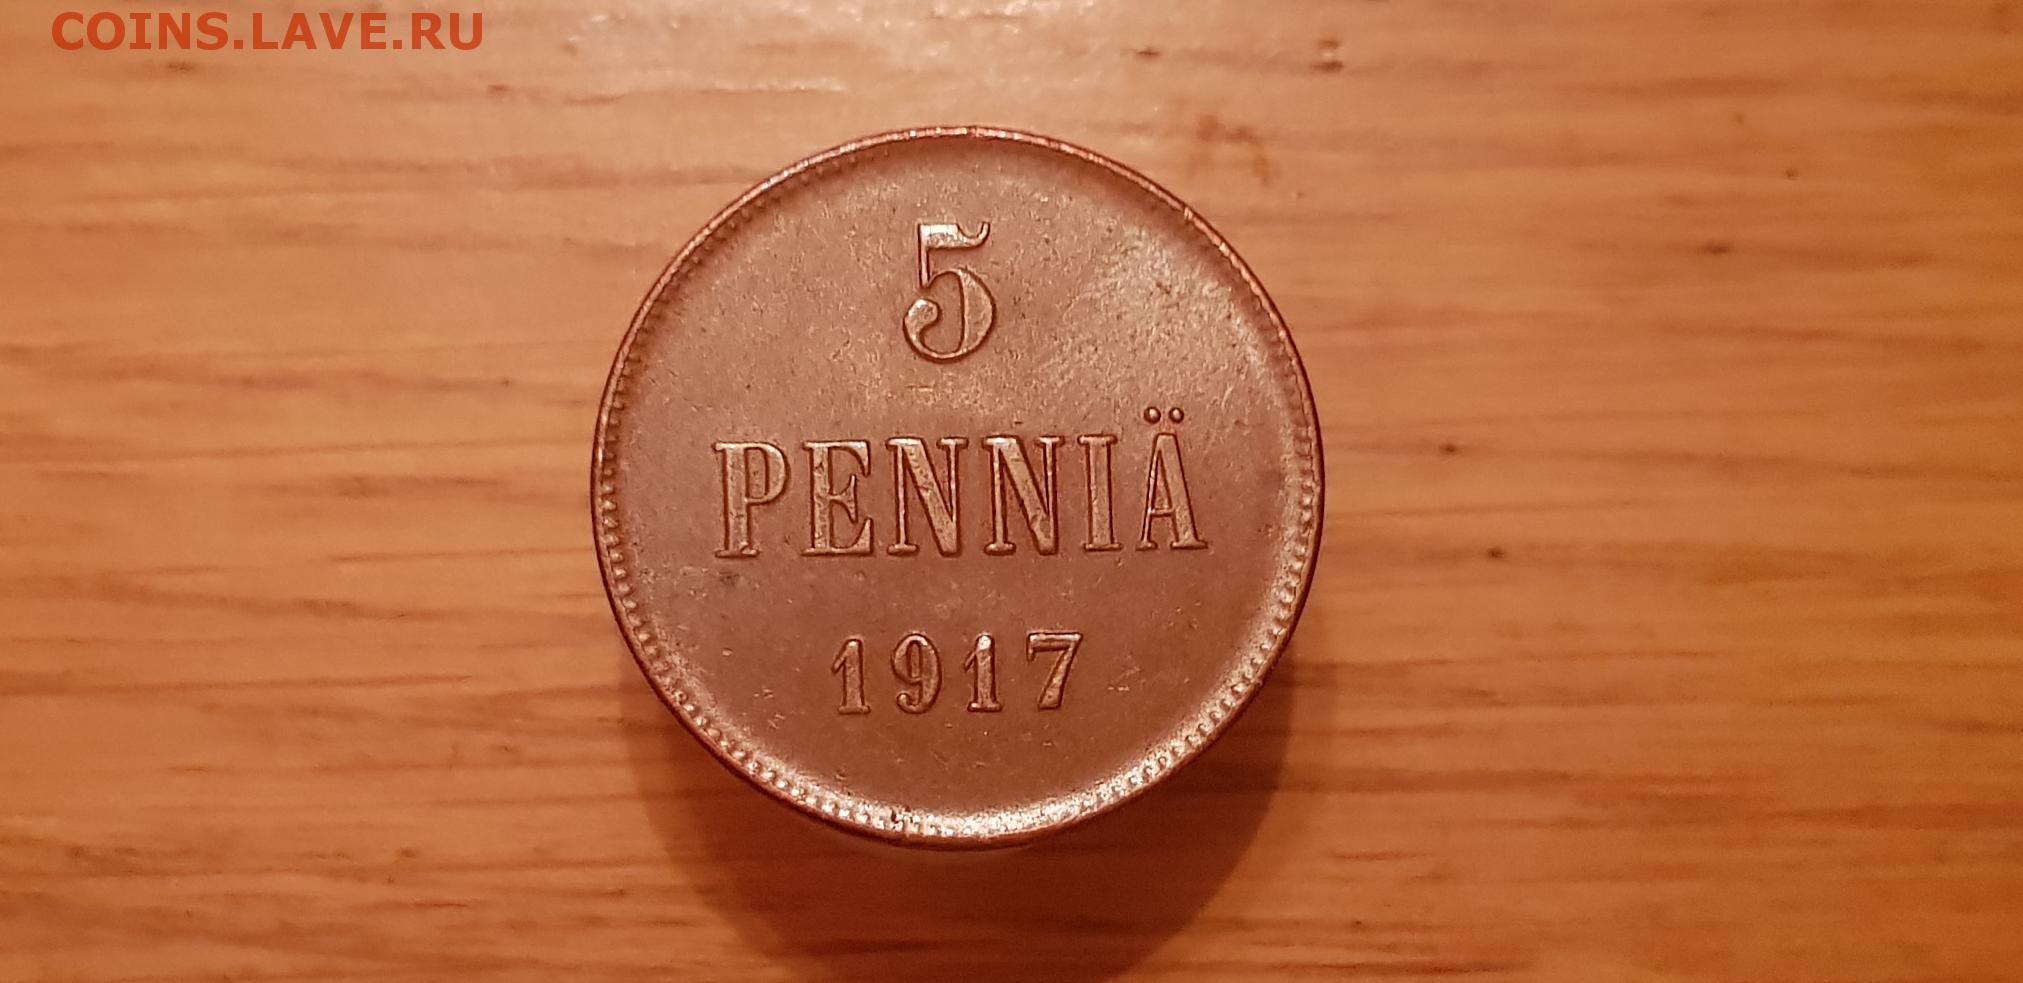 COINS.LAVE.RU
5
PENNIÄ
1917